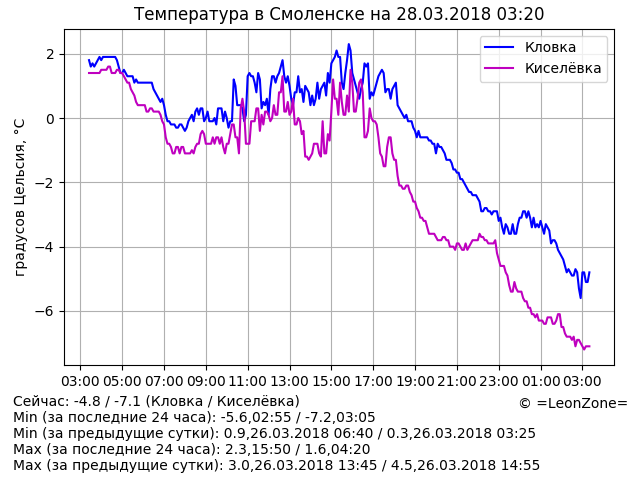 Температура в Смоленске на 28.03.2018 03:20
Кловка
Киселёвка
градусов Цельсия, °C
2
0
−2
−4
−6
03:00 05:00 07:00 09:00 11:00 13:00 15:00 17:00 19:00 21:00 23:00 01:00 03:00
Сейчас: -4.8 / -7.1 (Кловка / Киселёвка)
© =LeonZone=
Min (за последние 24 часа): -5.6,02:55 / -7.2,03:05
Min (за предыдущие сутки): 0.9,26.03.2018 06:40 / 0.3,26.03.2018 03:25
Max (за последние 24 часа): 2.3,15:50 / 1.6,04:20
Max (за предыдущие сутки): 3.0,26.03.2018 13:45 / 4.5,26.03.2018 14:55